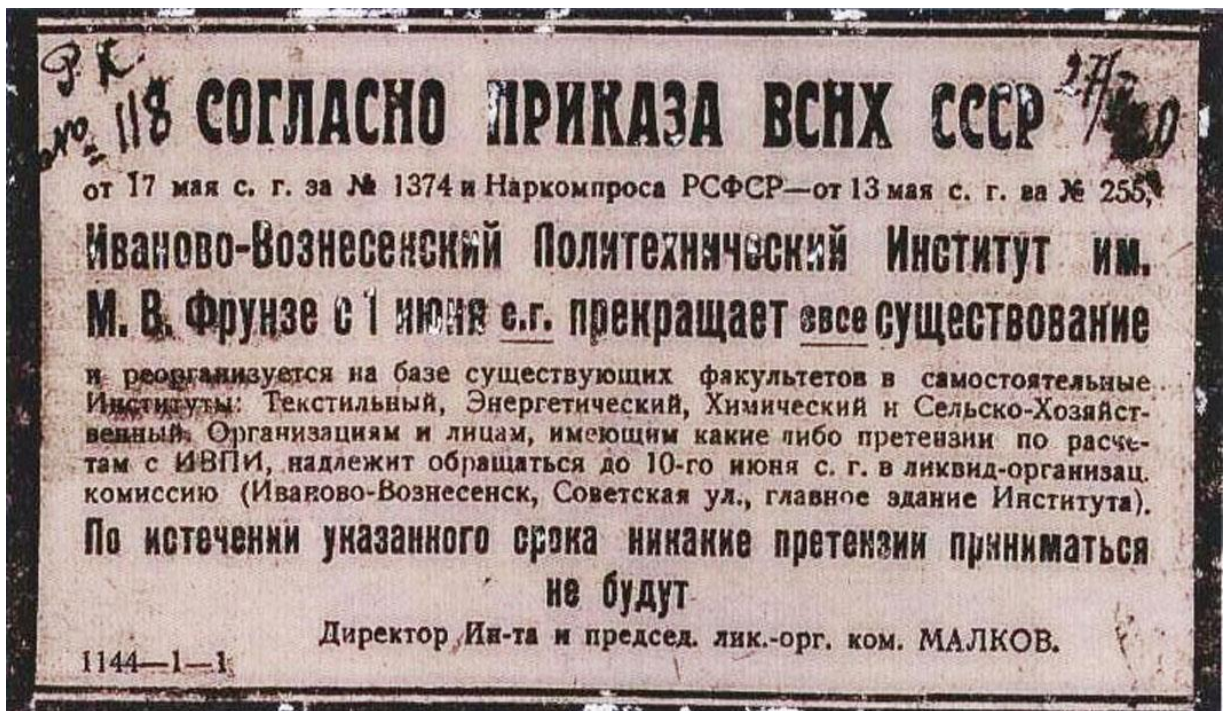 Р. К.
№ 118
27/V
СОГЛАСНО ПРИКАЗА ВСНХ СССР
от 17 мая с. г. за № 1374 и Наркомпроса РСФСР—от 13 мая с. г. за № 255,
Иваново-Вознесенский Политехнический Институт им.
М. В. Фрунзе с 1 июня с.г. прекращает свое существование
и реорганизуется на базе существующих факультетов в самостоятельные
Институты: Текстильный, Энергетический, Химический и Сельско-Хозяйст-
венный. Организациям и лицам, имеющим какие либо претензии по расче-
там с ИВПИ, надлежит обращаться до 10-го июня с. г. в ликвид-организац.
комиссию (Иваново-Вознесенск, Советская ул., главное здание Института).
По истечении указанного срока никакие претензии приниматься
не будут
Директор Ин-та и председ. лик.-орг. ком. МАЛКОВ.
1144—1—1